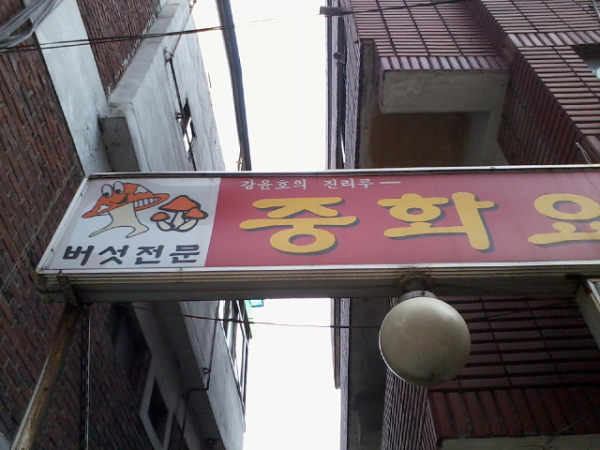 강윤호의 진리루
중화요
버섯전문